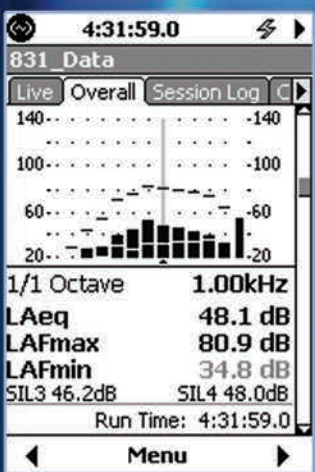 4:31:59.0
831_Data
Live Overall Session Log C
140 -140
100 -100
60 -60
20 -20
1/1 Octave 1.00kHz
LAeq 48.1 dB
LAFmax 80.9 dB
LAFmin 34.8 dB
SIL3 46.2dB SIL4 48.0dB
Run Time: 4:31:59.0
Menu